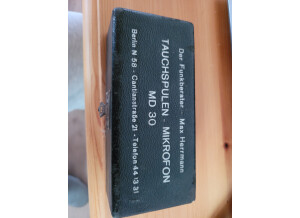 Der Funkberater · Max Herrmann
TAUCHSPULEN - MIKROFON
MD 30
Berlin N 58 · Cantianstraße 21 · Telefon 44 13 31